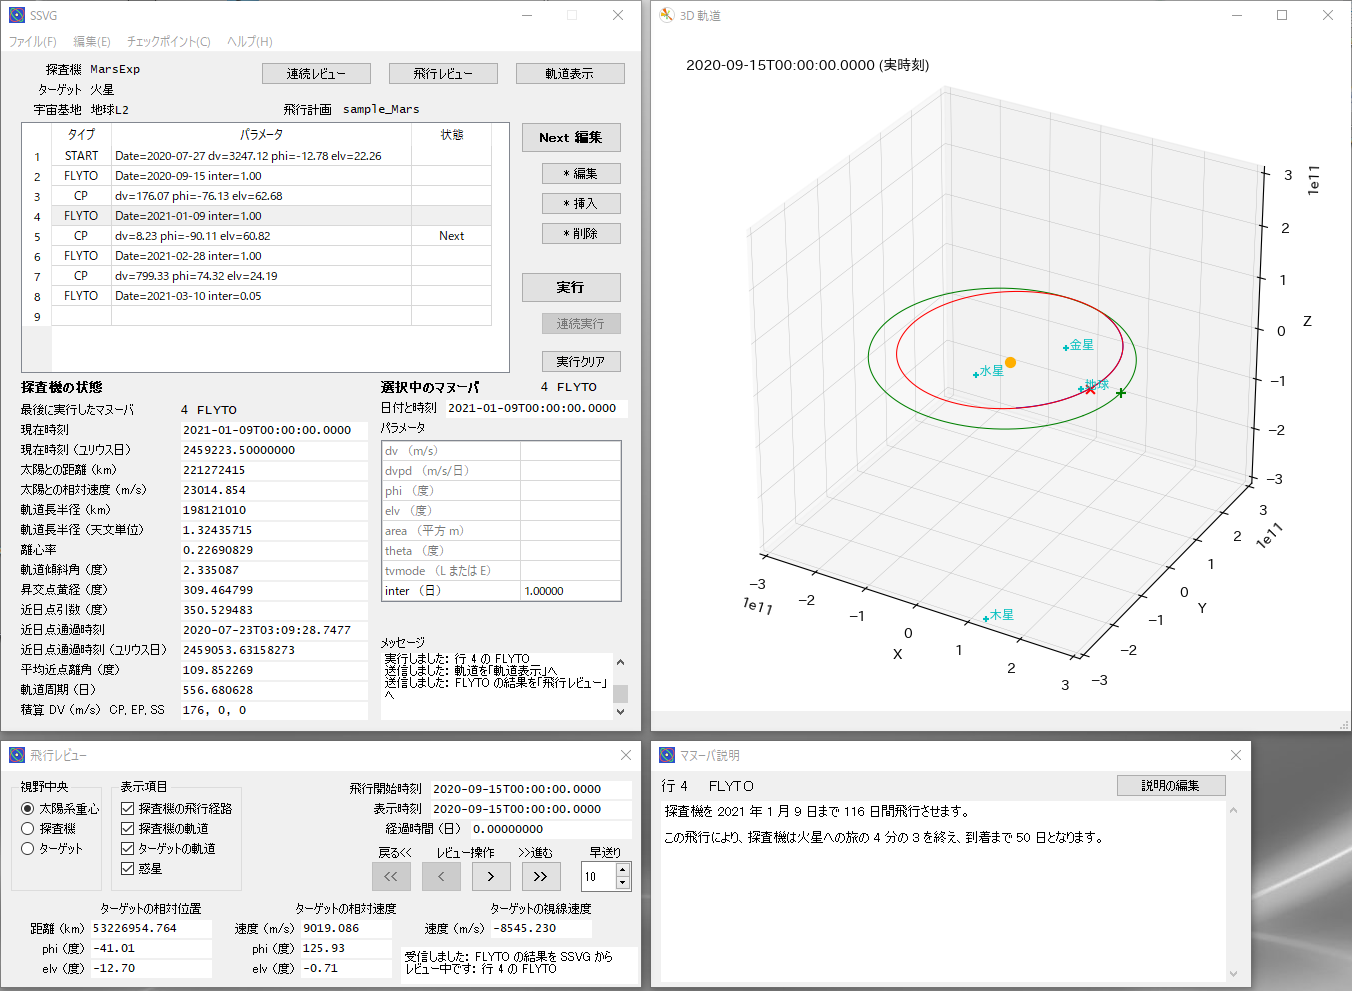 SSVG
ファイル(F) 編集(E) チェックポイント(C) ヘルプ(H)
探査機 MarsExp
連続レビュー 飛行レビュー 軌道表示
ターゲット 火星
宇宙基地 地球L2 飛行計画 sample_Mars
タイプ パラメータ 状態
1 START Date=2020-07-27 dv=3247.12 phi=-12.78 elv=22.26
2 FLYTO Date=2020-09-15 inter=1.00
3 CP dv=176.07 phi=-76.13 elv=62.68
4 FLYTO Date=2021-01-09 inter=1.00
5 CP dv=8.23 phi=-90.11 elv=60.82 Next
6 FLYTO Date=2021-02-28 inter=1.00
7 CP dv=799.33 phi=74.32 elv=24.19
8 FLYTO Date=2021-03-10 inter=0.05
9
Next 編集
* 編集
* 挿入
* 削除
実行
連続実行
実行クリア
探査機の状態
最後に実行したマヌーバ 4 FLYTO
現在時刻 2021-01-09T00:00:00.0000
現在時刻 (ユリウス日) 2459223.50000000
太陽との距離 (km) 221272415
太陽との相対速度 (m/s) 23014.854
軌道長半径 (km) 198121010
軌道長半径 (天文単位) 1.32435715
離心率 0.22690829
軌道傾斜角 (度) 2.335087
昇交点黄経 (度) 309.464799
近日点引数 (度) 350.529483
近日点通過時刻 2020-07-23T03:09:28.7477
近日点通過時刻 (ユリウス日) 2459053.63158273
平均近点離角 (度) 109.852269
軌道周期 (日) 556.680628
積算 DV (m/s) CP, EP, SS 176, 0, 0
選択中のマヌーバ 4 FLYTO
日付と時刻 2021-01-09T00:00:00.0000
パラメータ
dv (m/s)
dvpd (m/s/日)
phi (度)
elv (度)
area (平方 m)
theta (度)
tvmode (L または E)
inter (日) 1.00000
メッセージ
実行しました: 行 4 の FLYTO
送信しました: 軌道を「軌道表示」へ
送信しました: FLYTO の結果を「飛行レビュー」
へ
3D 軌道
2020-09-15T00:00:00.0000 (実時刻)
金星
水星
地球
木星
3
2
1
0
−1
−2
−3
1e11
Z
−3
−2
−1
0
1
2
3
1e11
X
3
2
1
0
−1
−2
−3
1e11
Y
飛行レビュー
視野中央
太陽系重心
探査機
ターゲット
表示項目
探査機の飛行経路
探査機の軌道
ターゲットの軌道
惑星
飛行開始時刻 2020-09-15T00:00:00.0000
表示時刻 2020-09-15T00:00:00.0000
経過時間 (日) 0.00000000
戻る<< レビュー操作 >>進む 早送り
<< < > >> 10
ターゲットの相対位置
距離 (km) 53226954.764
phi (度) -41.01
elv (度) -12.70
ターゲットの相対速度
速度 (m/s) 9019.086
phi (度) 125.93
elv (度) -0.71
ターゲットの視線速度
速度 (m/s) -8545.230
受信しました: FLYTO の結果を SSVG から
レビュー中です: 行 4 の FLYTO
マヌーバ説明
行 4 FLYTO
説明の編集
探査機を 2021 年 1 月 9 日まで 116 日間飛行させます。
この飛行により、探査機は火星への旅の 4 分の 3 を終え、到着まで 50 日となります。